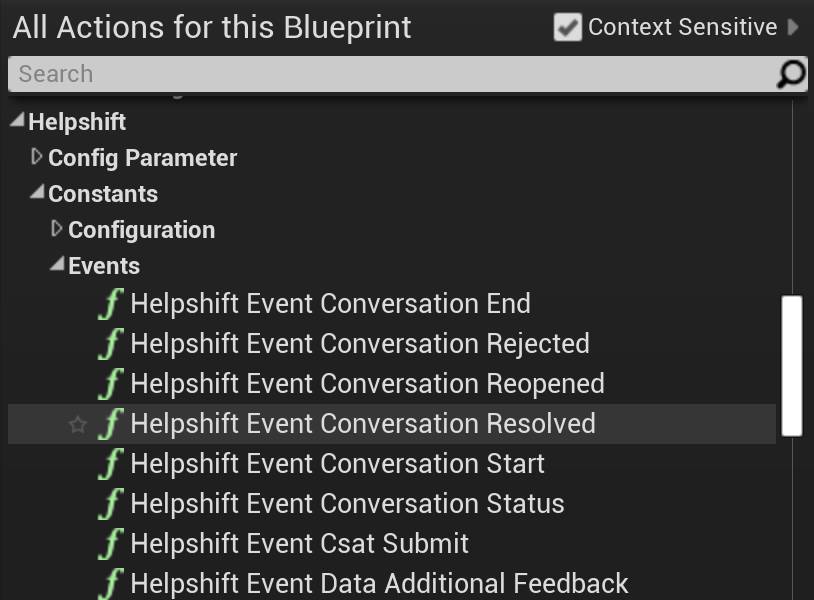 All Actions for this Blueprint Context Sensitive
Search
Helpshift
Config Parameter
Constants
Configuration
Events
f Helpshift Event Conversation End
f Helpshift Event Conversation Rejected
f Helpshift Event Conversation Reopened
f Helpshift Event Conversation Resolved
f Helpshift Event Conversation Start
f Helpshift Event Conversation Status
f Helpshift Event Csat Submit
f Helpshift Event Data Additional Feedback